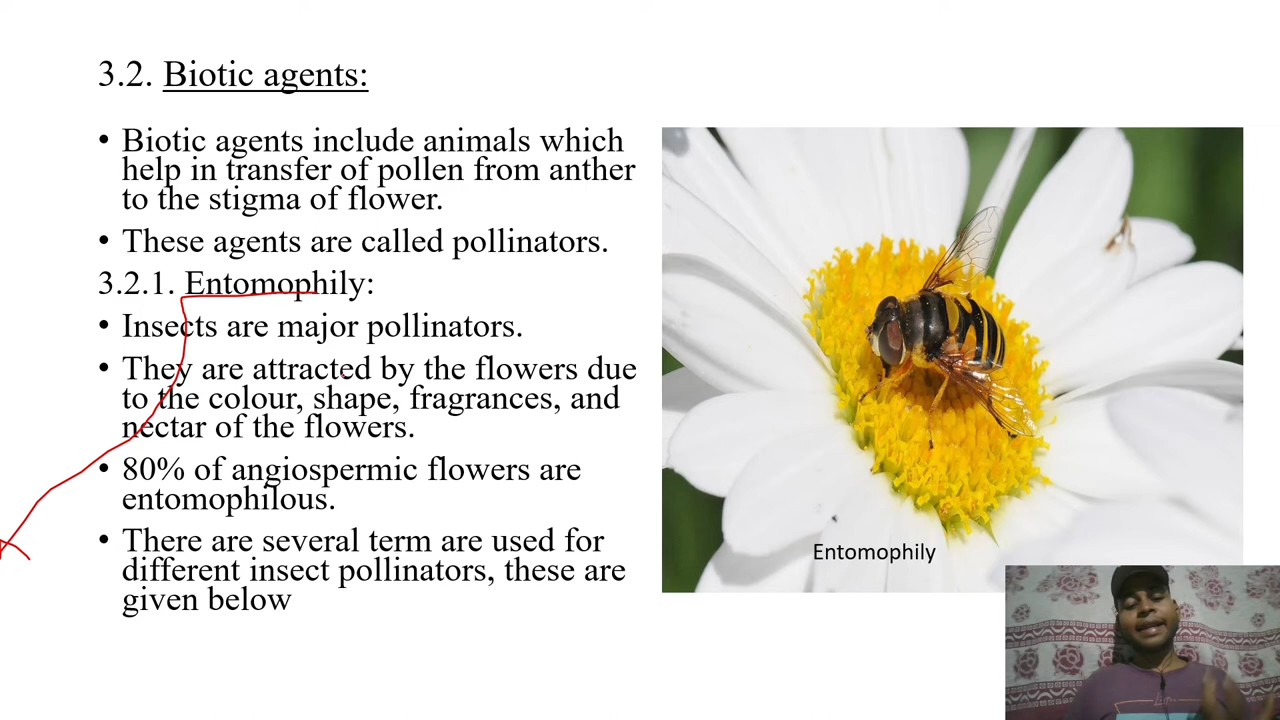 3.2. Biotic agents:
• Biotic agents include animals which
help in transfer of pollen from anther
to the stigma of flower.
• These agents are called pollinators.
3.2.1. Entomophily:
• Insects are major pollinators.
• They are attracted by the flowers due
to the colour, shape, fragrances, and
nectar of the flowers.
• 80% of angiospermic flowers are
entomophilous.
• There are several term are used for
different insect pollinators, these are
given below
Entomophily